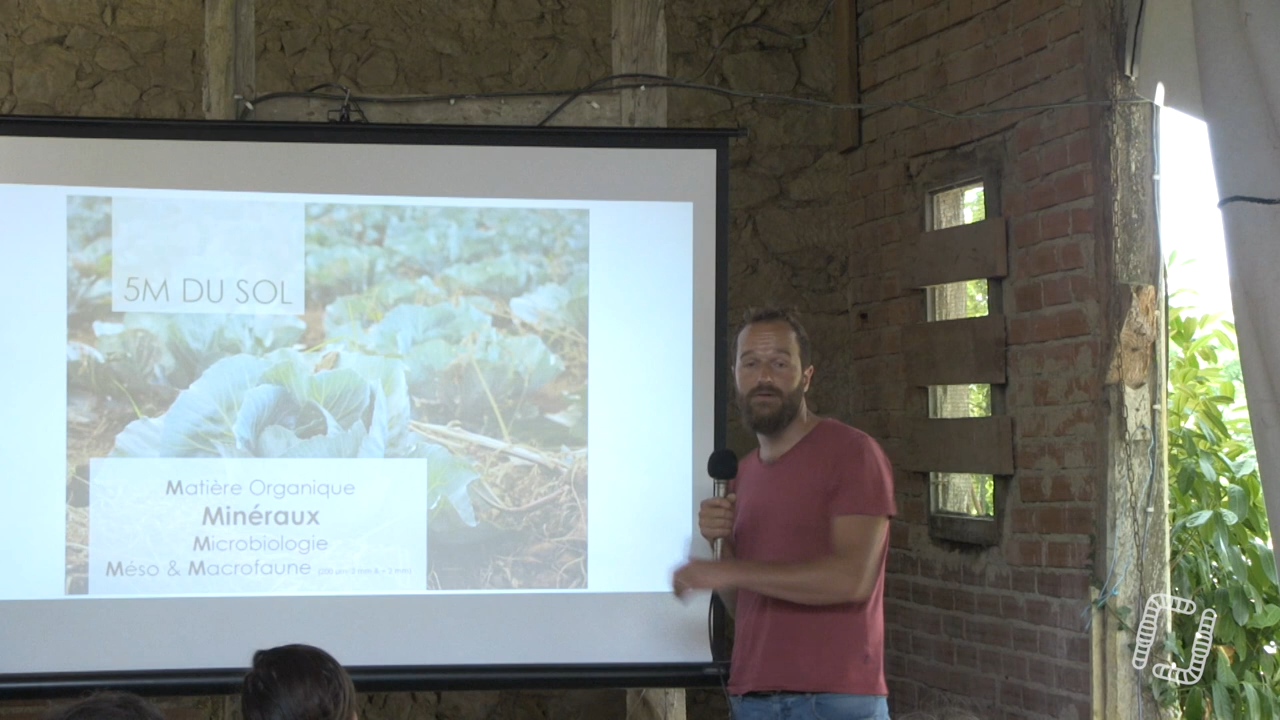 5M DU SOL
Matière Organique
Minéraux
Microbiologie
Méso & Macrofaune